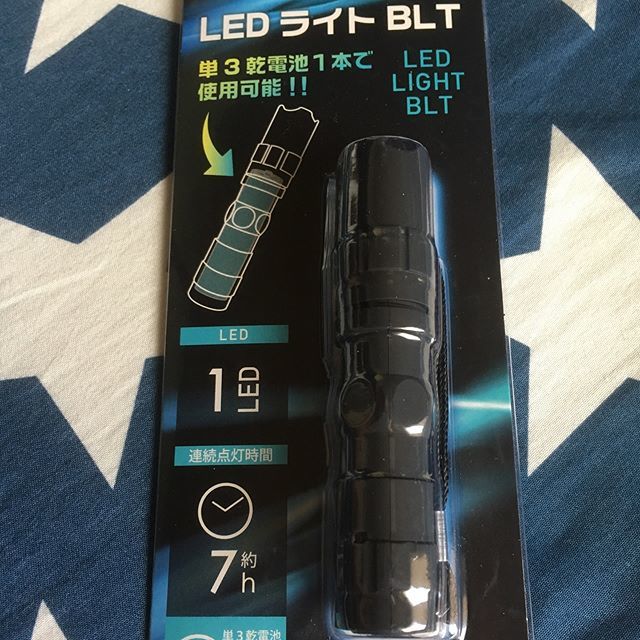 LED ライト BLT
単3乾電池1本で
使用可能!!
LED
LIGHT
BLT
LED
1 LED
連続点灯時間
7 約h
単3乾電池